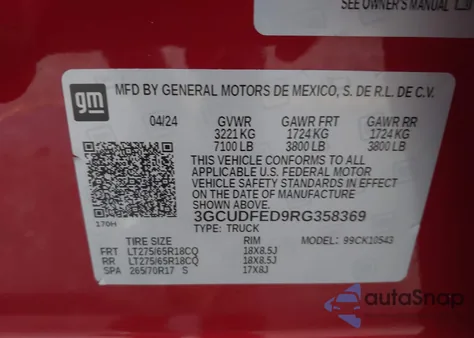 SEE OWNER'S MANUAL
gm
MFD BY GENERAL MOTORS DE MEXICO, S. DE R.L. DE C.V.
04/24 GVWR GAWR FRT GAWR RR
3221 KG 1724 KG 1724 KG
7100 LB 3800 LB 3800 LB
THIS VEHICLE CONFORMS TO ALL
APPLICABLE U.S. FEDERAL MOTOR
VEHICLE SAFETY
ON THE DATE OF MANUFACTURE
SHOWN ABOVE
3GCUDFED9RG358369
170H TYPE: TRUCK
TIRE SIZE RIM MODEL: 99CK10543
FRT LT275/65R18CQ 18X8.5J
RR LT275/65R18CQ 18X8.5J
SPA 265/70R17 S 17X8J
autoSnap